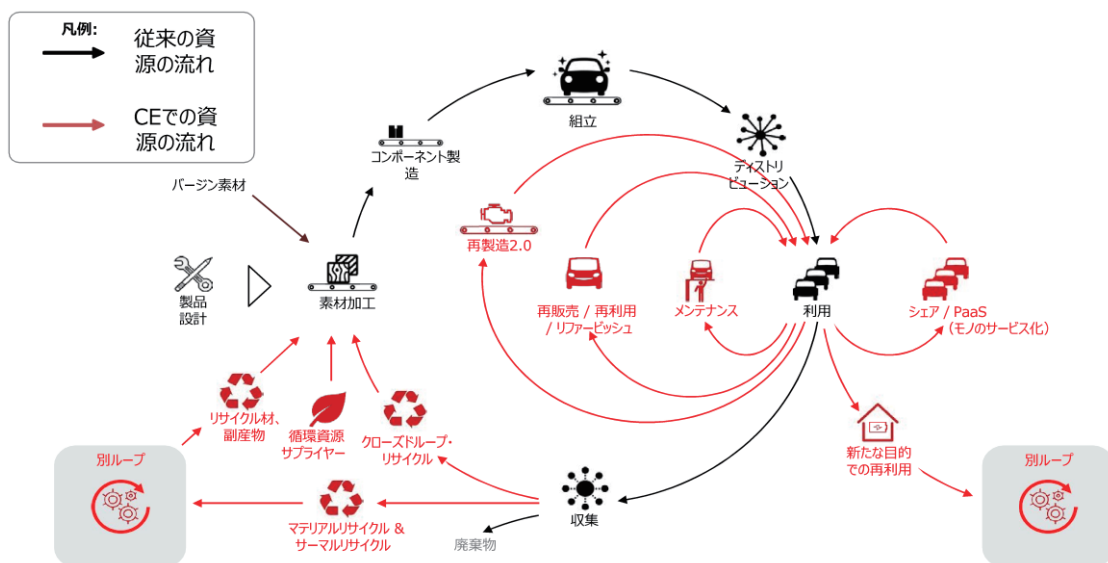 凡例:
従来の資
源の流れ
CEでの資
源の流れ
組立
コンポーネント製
造
ディストリ
ビューション
バージン素材
再製造2.0
製品
設計
素材加工
再販売 / 再利用
/ リファービッシュ
メンテナンス
利用
シェア / PaaS
（モノのサービス化）
リサイクル材、
副産物
循環資源
サプライヤー
クローズドループ・
リサイクル
新たな目的
での再利用
別ループ
別ループ
マテリアルリサイクル &
サーマルリサイクル
収集
廃棄物